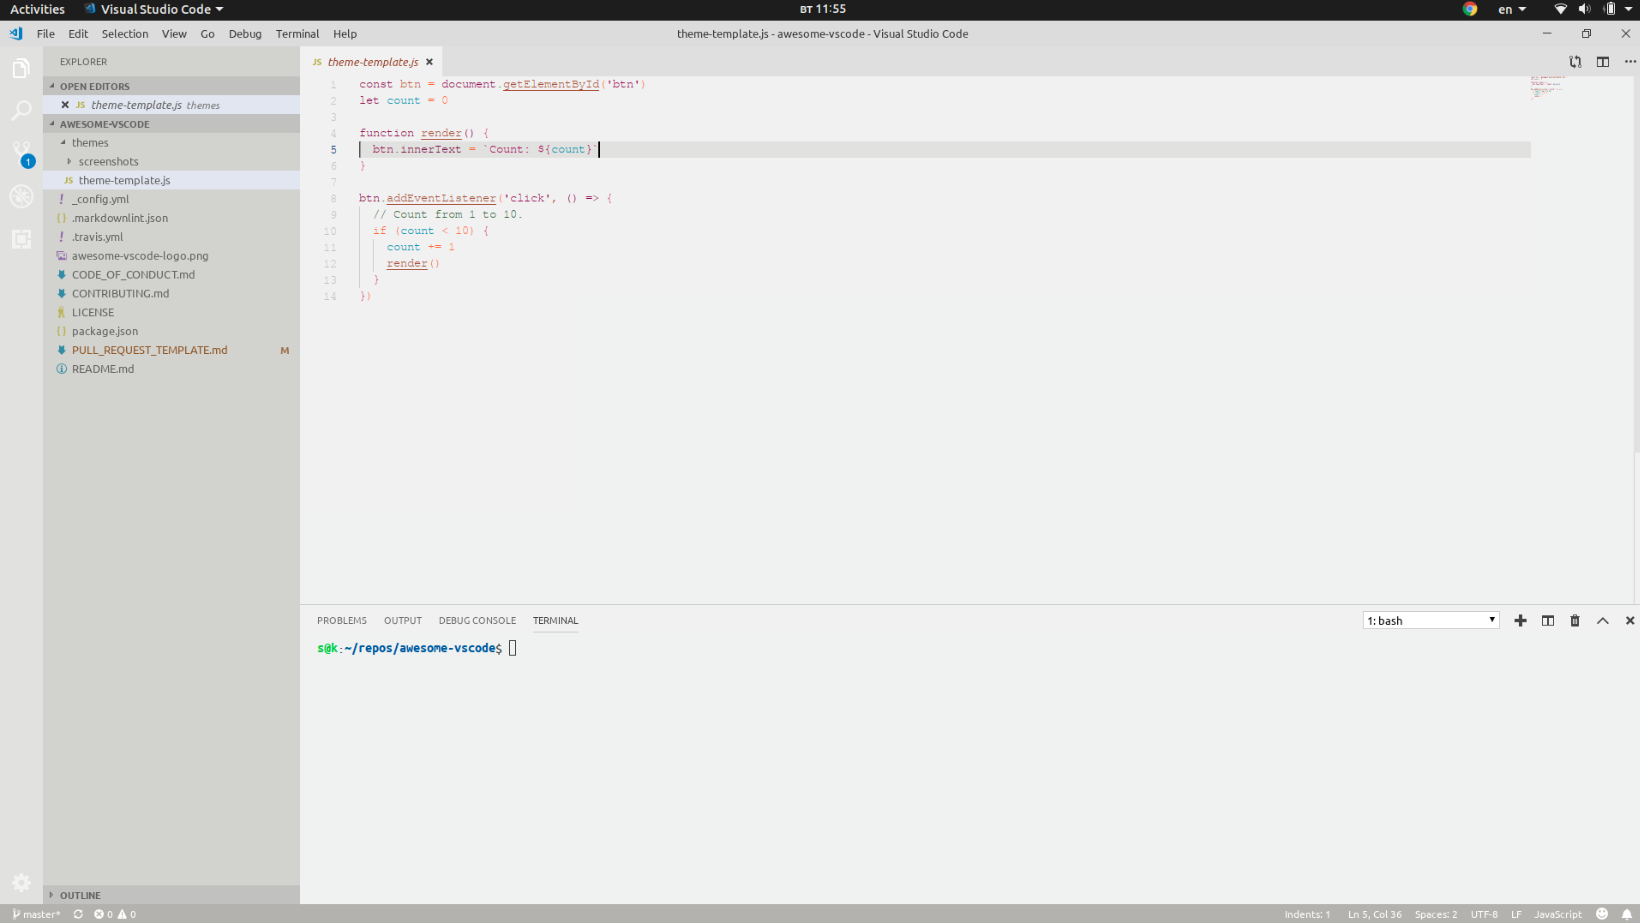 Activities Visual Studio Code вт 11:55 en
File Edit Selection View Go Debug Terminal Help theme-template.js - awesome-vscode - Visual Studio Code
EXPLORER
OPEN EDITORS
JS theme-template.js themes
AWESOME-VSCODE
themes
screenshots
JS theme-template.js
! _config.yml
{} .markdownlint.json
! .travis.yml
awesome-vscode-logo.png
CODE_OF_CONDUCT.md
CONTRIBUTING.md
LICENSE
{} package.json
PULL_REQUEST_TEMPLATE.md M
README.md
1
OUTLINE
JS theme-template.js
1 const btn = document.getElementById('btn')
2 let count = 0
3
4 function render() {
5 btn.innerText = `Count: ${count}`
6 }
7
8 btn.addEventListener('click', () => {
9 // Count from 1 to 10.
10 if (count < 10) {
11 count += 1
12 render()
13 }
14 })
PROBLEMS OUTPUT DEBUG CONSOLE TERMINAL 1: bash
s@k:~/repos/awesome-vscode$
master* 0 0 Indents: 1 Ln 5, Col 36 Spaces: 2 UTF-8 LF JavaScript